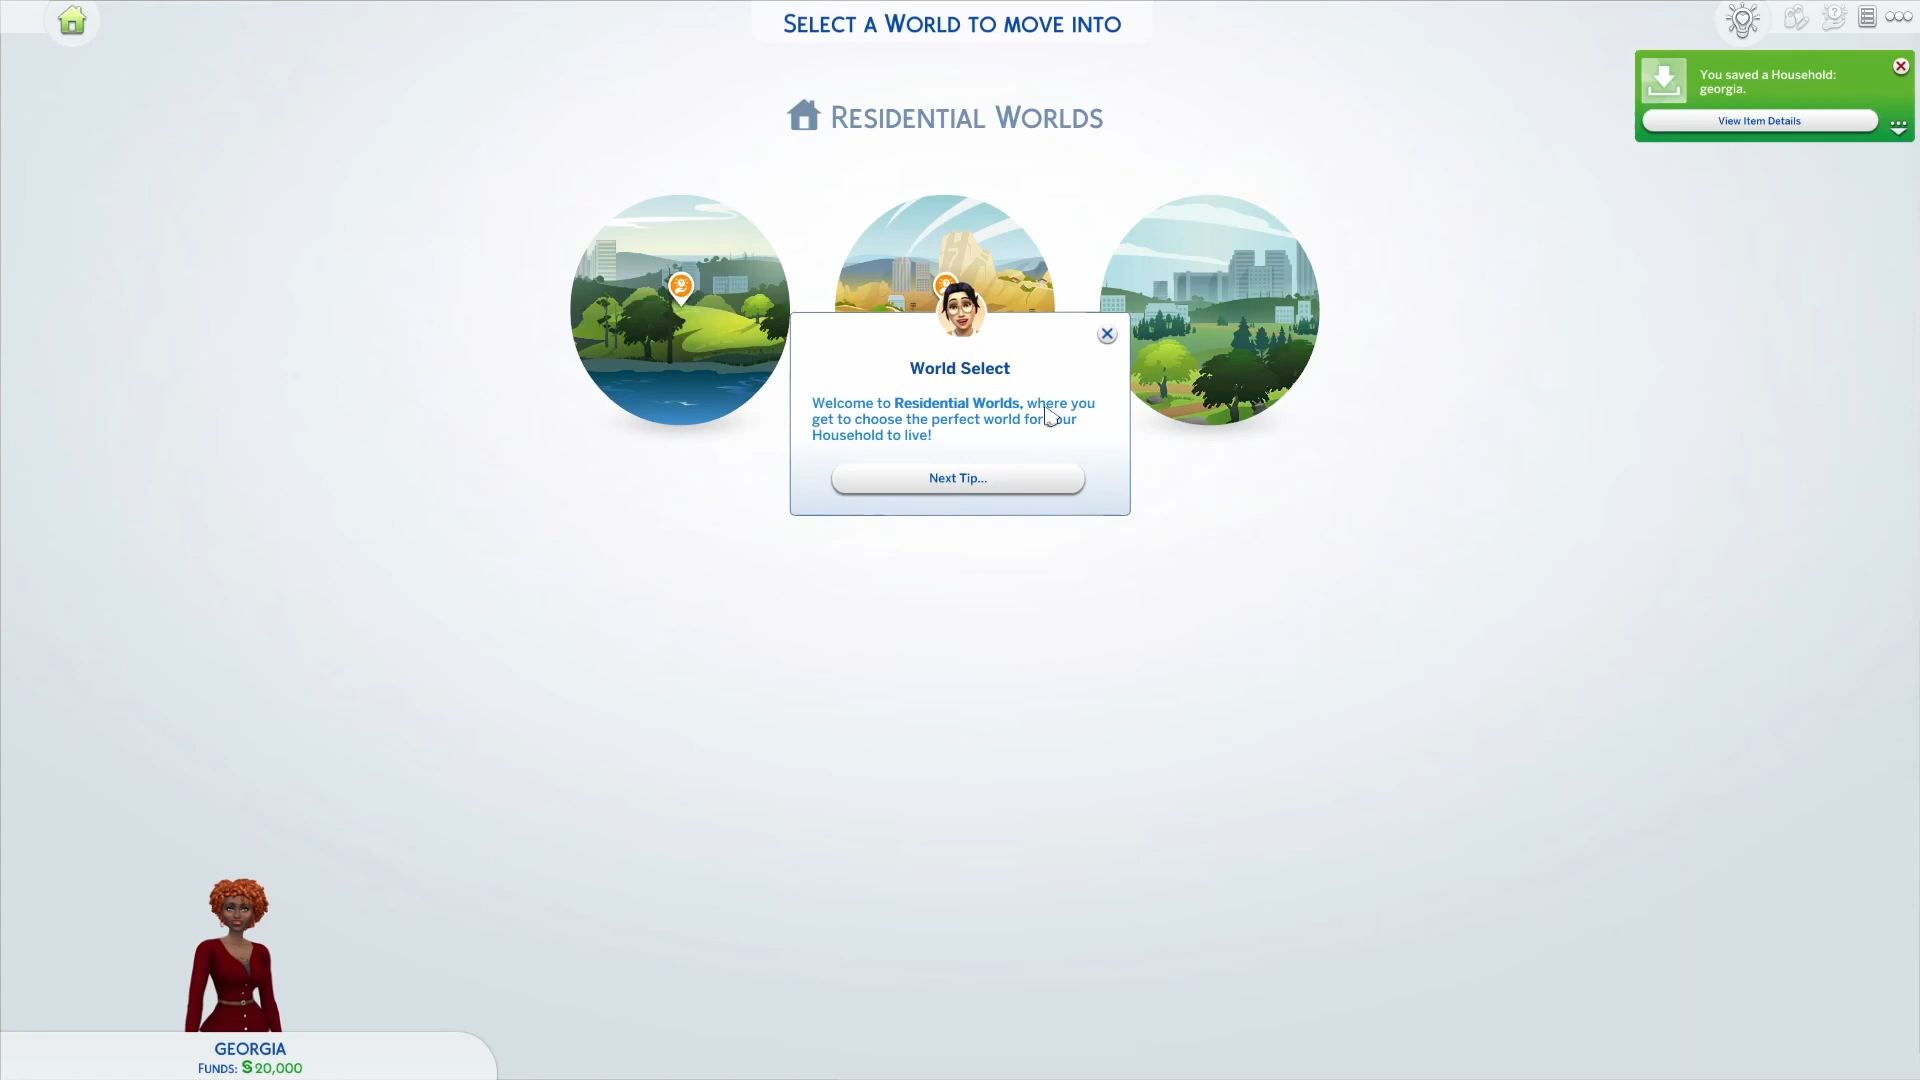 SELECT A WORLD TO MOVE INTO
You saved a Household:
georgia.
View Item Details
RESIDENTIAL WORLDS
World Select
Welcome to Residential Worlds, where you
get to choose the perfect world for your
Household to live!
Next Tip...
GEORGIA
FUNDS: §20,000